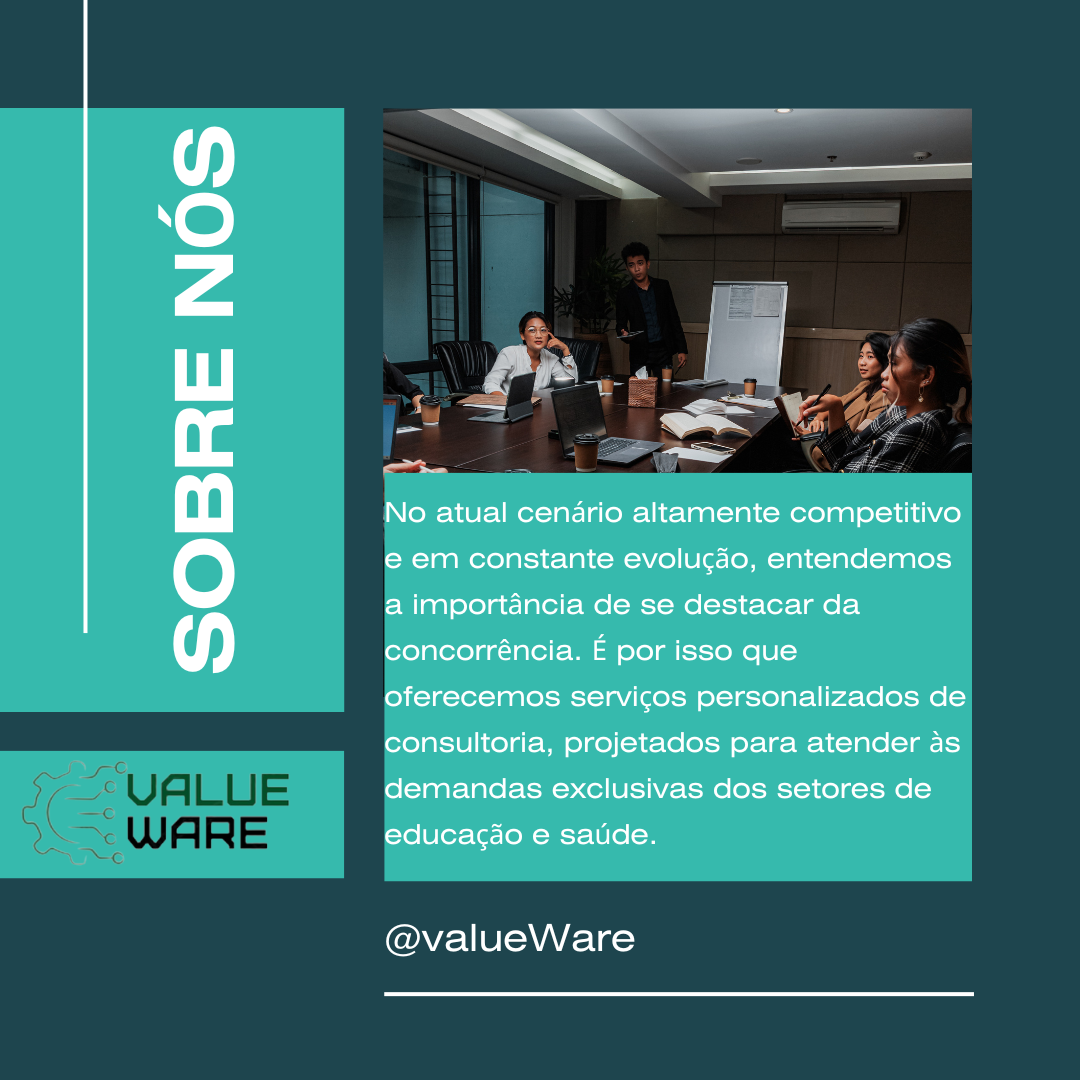 SOBRE NÓS
VALUE
WARE
No atual cenário altamente competitivo
e em constante evolução, entendemos
a importância de se destacar da
concorrência. É por isso que
oferecemos serviços personalizados de
consultoria, projetados para atender às
demandas exclusivas dos setores de
educação e saúde.
@valueWare